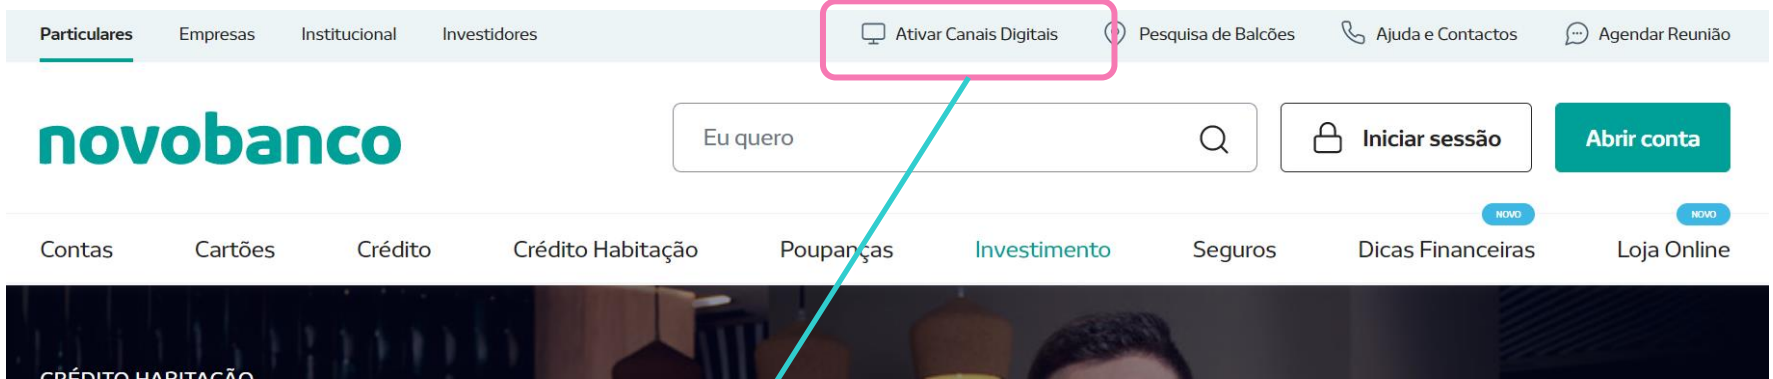 Particulares Empresas Institucional Investidores Ativar Canais Digitais Pesquisa de Balcões Ajuda e Contactos Agendar Reunião
novobanco Eu quero Iniciar sessão Abrir conta
NOVO NOVO
Contas Cartões Crédito Crédito Habitação Poupanças Investimento Seguros Dicas Financeiras Loja Online
CRÉDITO HABITAÇÃO